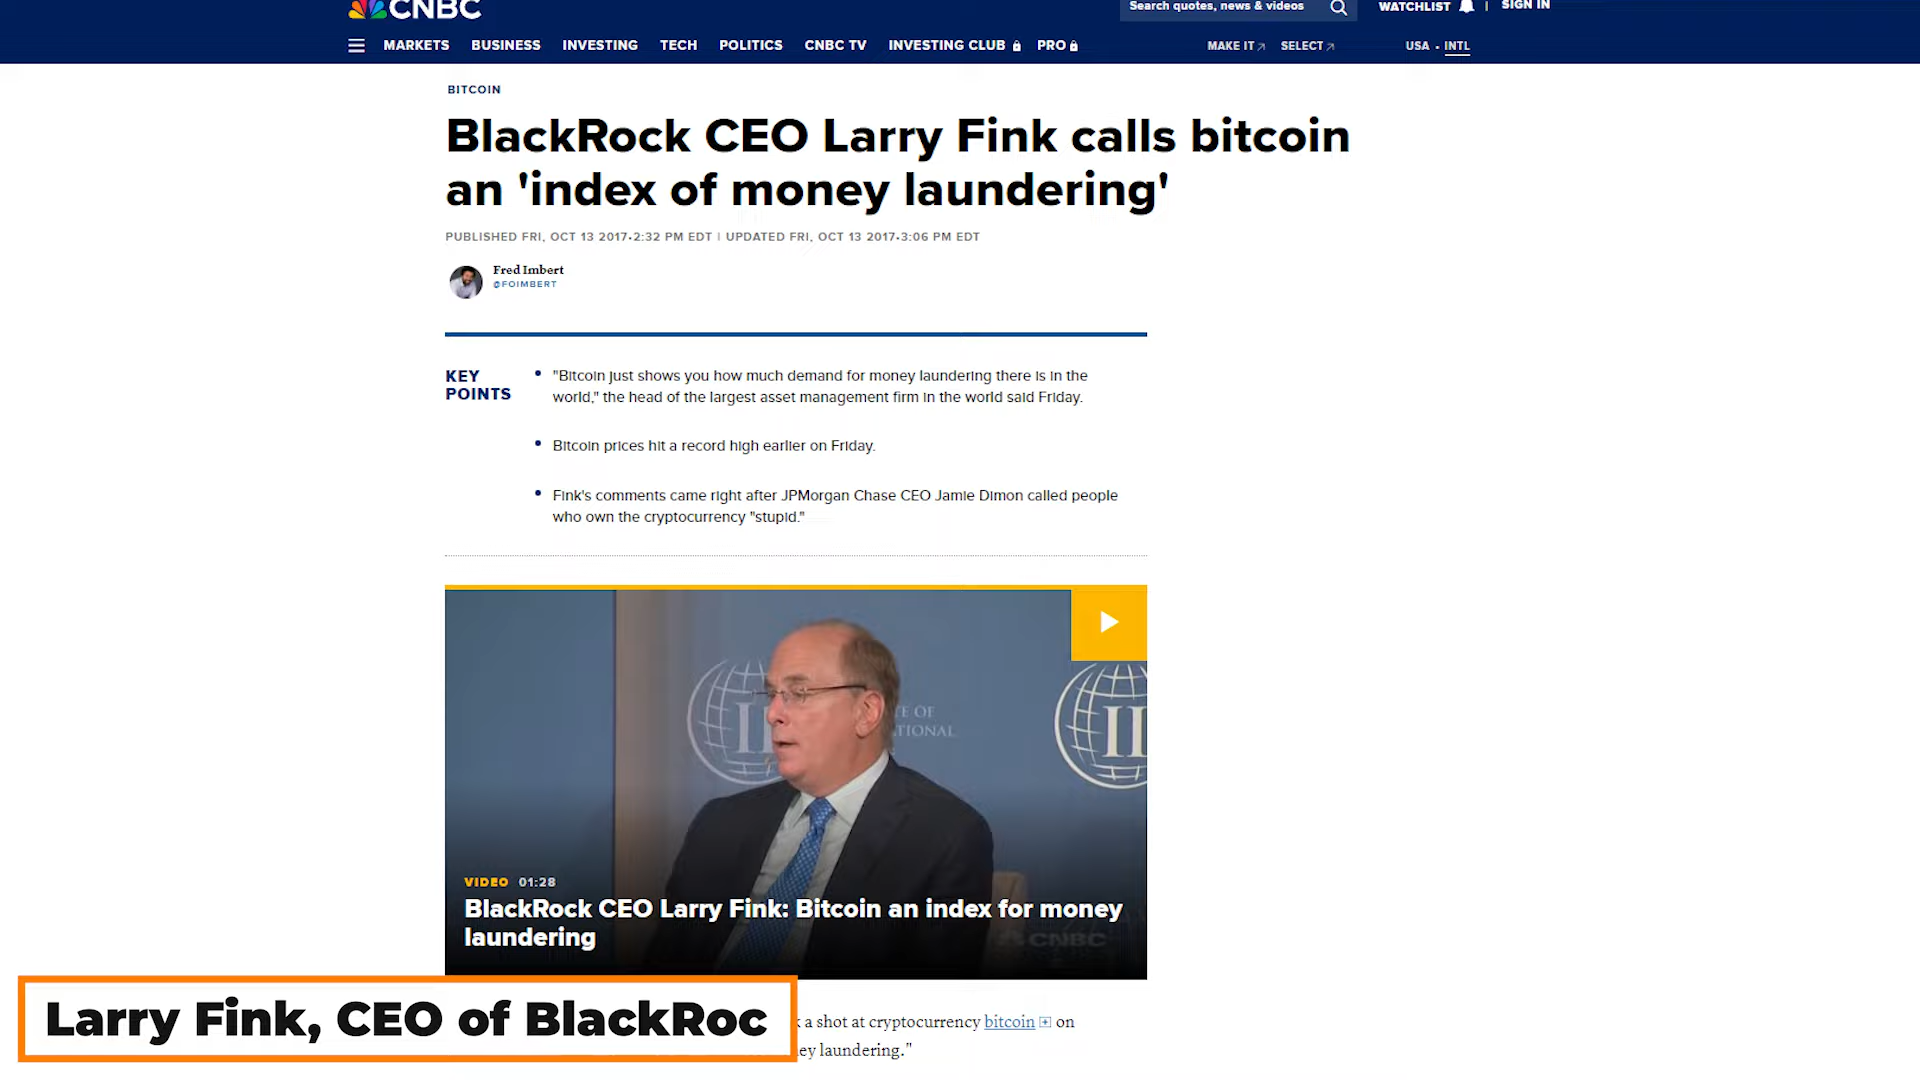 CNBC
Search quotes, news & videos
WATCHLIST
SIGN IN
MARKETS BUSINESS INVESTING TECH POLITICS CNBC TV INVESTING CLUB PRO
MAKE IT SELECT
USA • INTL
BITCOIN
BlackRock CEO Larry Fink calls bitcoin
an 'index of money laundering'
PUBLISHED FRI, OCT 13 2017•2:32 PM EDT | UPDATED FRI, OCT 13 2017•3:06 PM EDT
Fred Imbert
@FOIMBERT
KEY
POINTS
• "Bitcoin just shows you how much demand for money laundering there is in the
world," the head of the largest asset management firm in the world said Friday.
• Bitcoin prices hit a record high earlier on Friday.
• Fink's comments came right after JPMorgan Chase CEO Jamie Dimon called people
who own the cryptocurrency "stupid."
TE OF
TIONAL
VIDEO 01:28
BlackRock CEO Larry Fink: Bitcoin an index for money
laundering
CNBC
Larry Fink, CEO of BlackRoc
a shot at cryptocurrency bitcoin on
ey laundering."